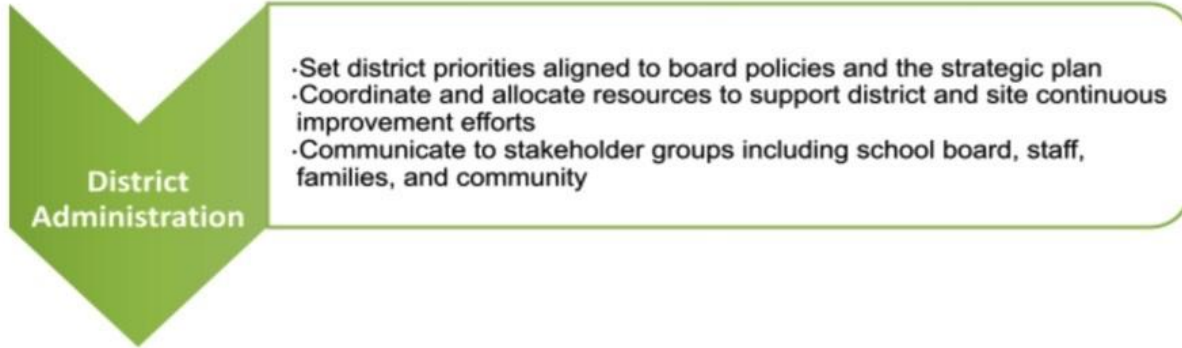 District
Administration
·Set district priorities aligned to board policies and the strategic plan
·Coordinate and allocate resources to support district and site continuous
improvement efforts
·Communicate to stakeholder groups including school board, staff,
families, and community